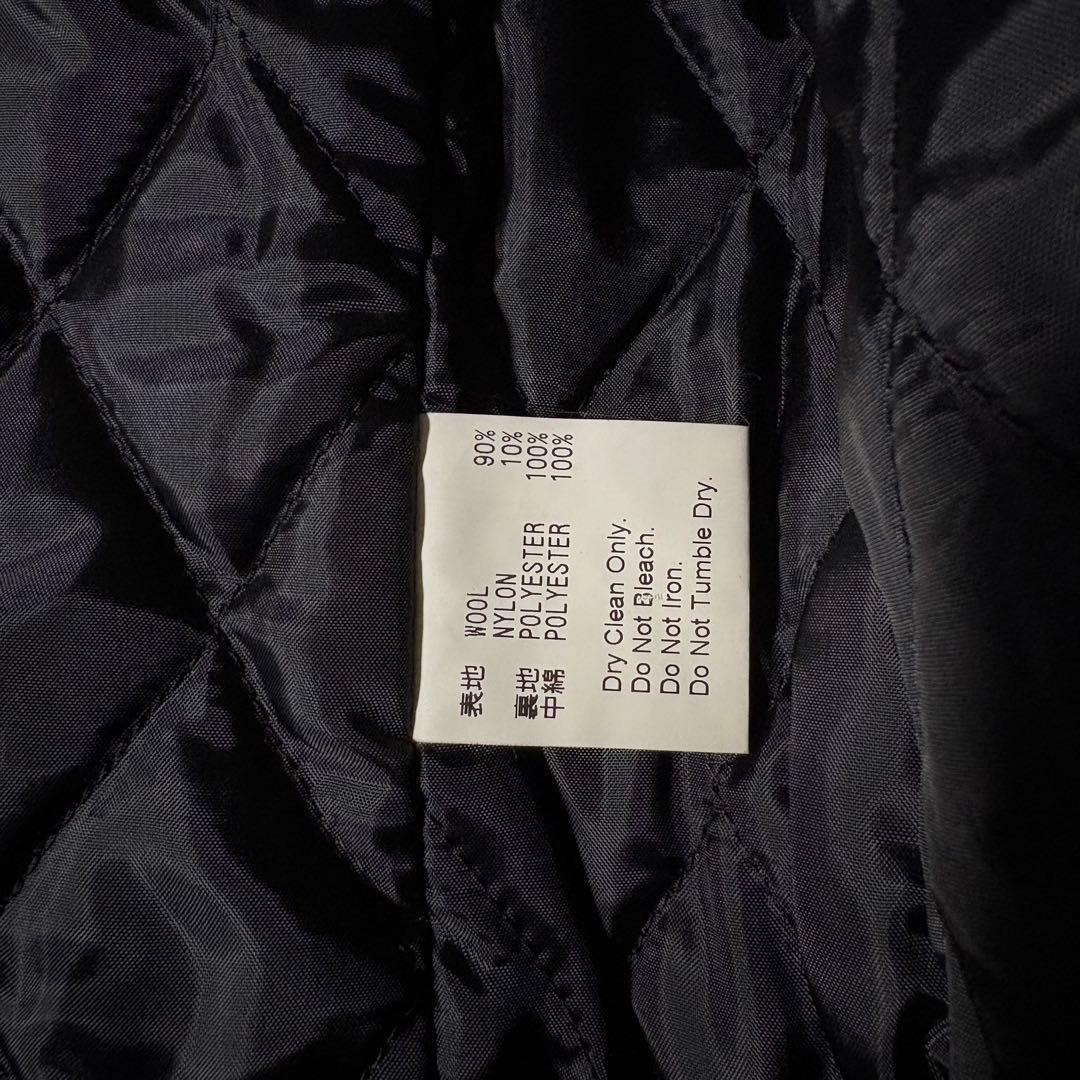 表地 WOOL 90%
NYLON 10%
裏地 POLYESTER 100%
中綿 POLYESTER 100%
Dry Clean Only.
Do Not Bleach.
Do Not Iron.
Do Not Tumble Dry.